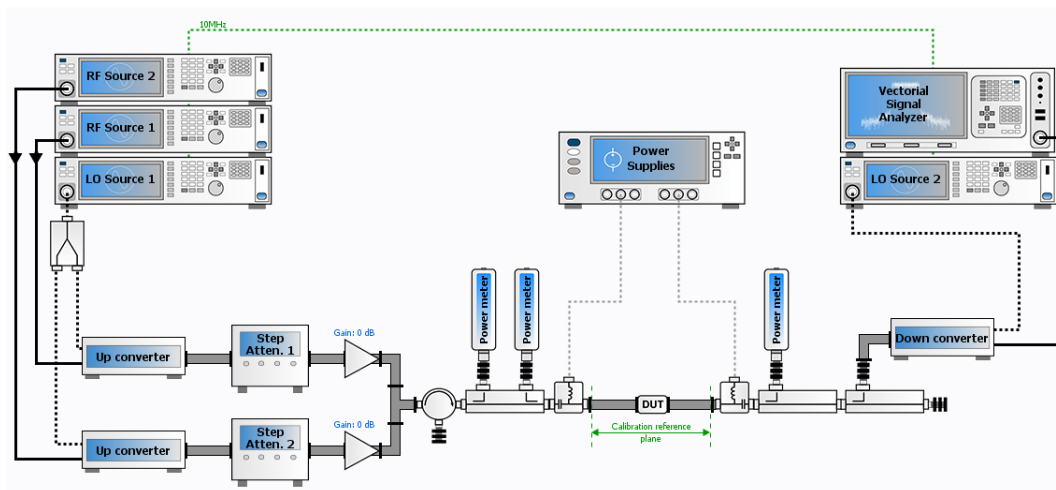 10MHz
RF Source 2
RF Source 1
LO Source 1
Vectorial
Signal
Analyzer
LO Source 2
Power
Supplies
Power meter
Power meter
Power meter
Gain: 0 dB
Step
Atten. 1
Up converter
Down converter
DUT
Calibration reference
plane
Gain: 0 dB
Step
Atten. 2
Up converter